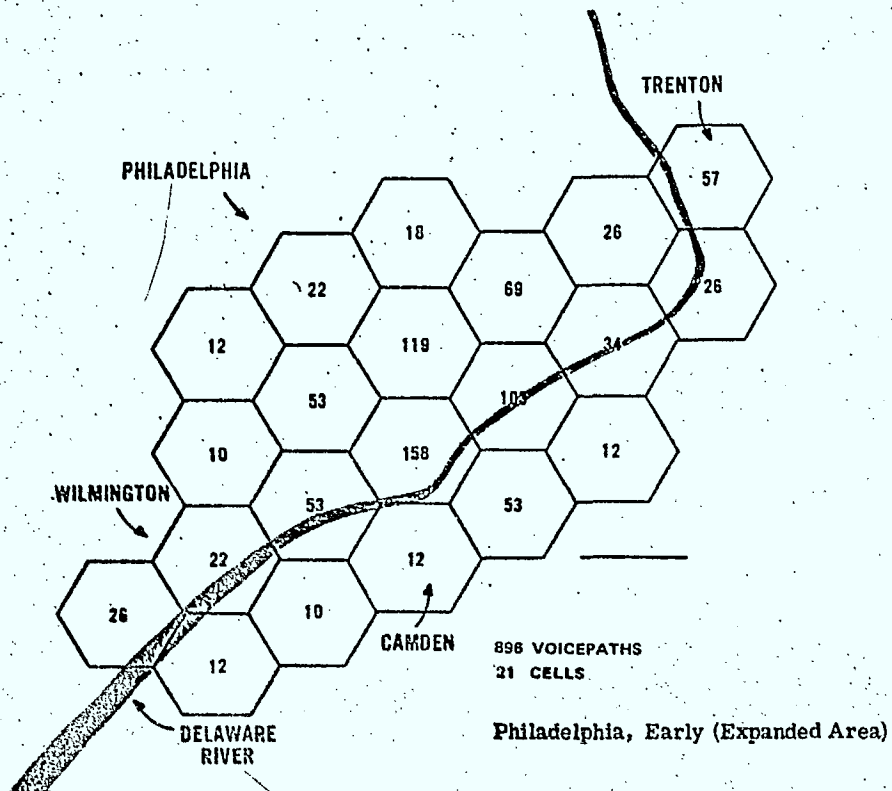 TRENTON
57
PHILADELPHIA
18
26
22
69
26
12
119
34
53
103
10
158
12
WILMINGTON
53
53
22
12
26
10
CAMDEN
12
896 VOICEPATHS
21 CELLS
DELAWARE
RIVER
Philadelphia, Early (Expanded Area)